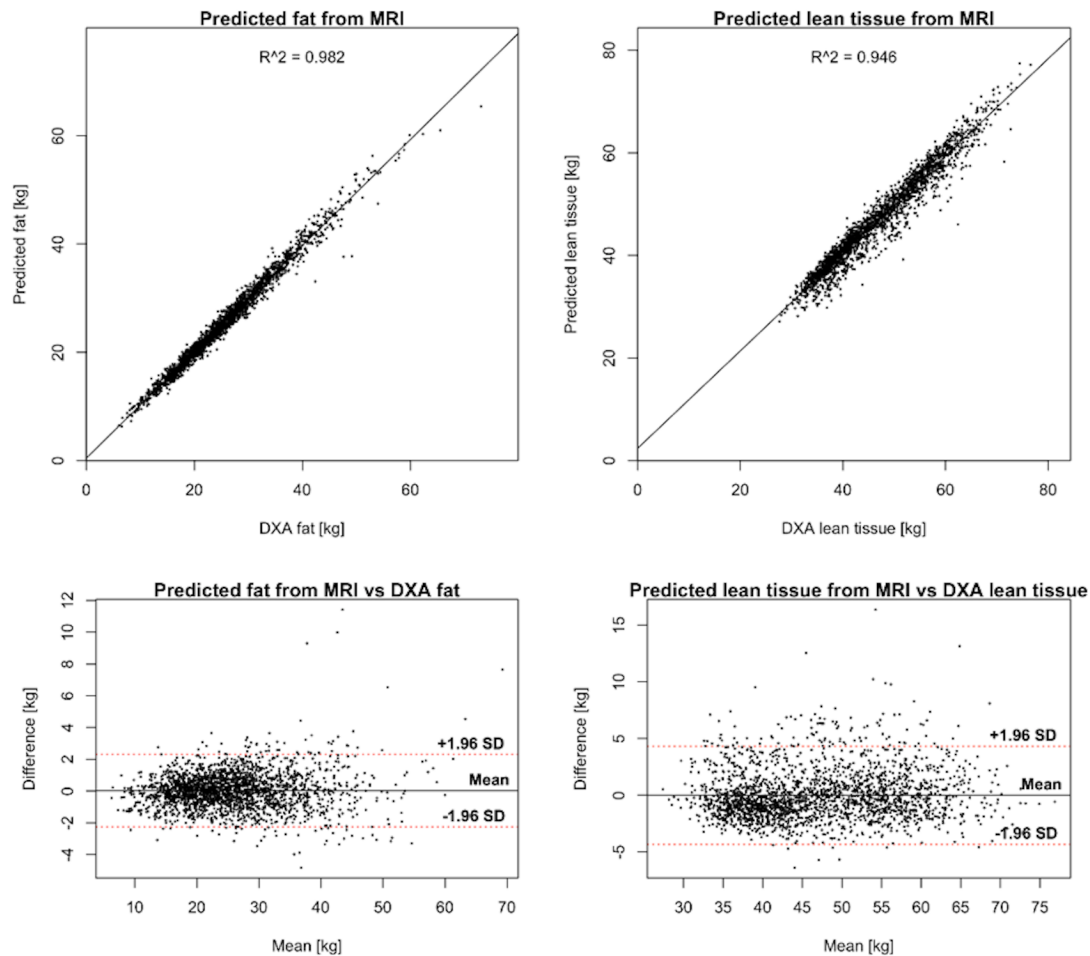 Predicted fat from MRI
R^2 = 0.982
60
40
20
0
Predicted fat [kg]
0 20 40 60
DXA fat [kg]
Predicted lean tissue from MRI
R^2 = 0.946
80
60
40
20
0
Predicted lean tissue [kg]
0 20 40 60 80
DXA lean tissue [kg]
Predicted fat from MRI vs DXA fat
12
10
8
6
4
2
0
-2
-4
Difference [kg]
+1.96 SD
Mean
-1.96 SD
10 20 30 40 50 60 70
Mean [kg]
Predicted lean tissue from MRI vs DXA lean tissue
15
10
5
0
-5
Difference [kg]
+1.96 SD
Mean
-1.96 SD
30 35 40 45 50 55 60 65 70 75
Mean [kg]